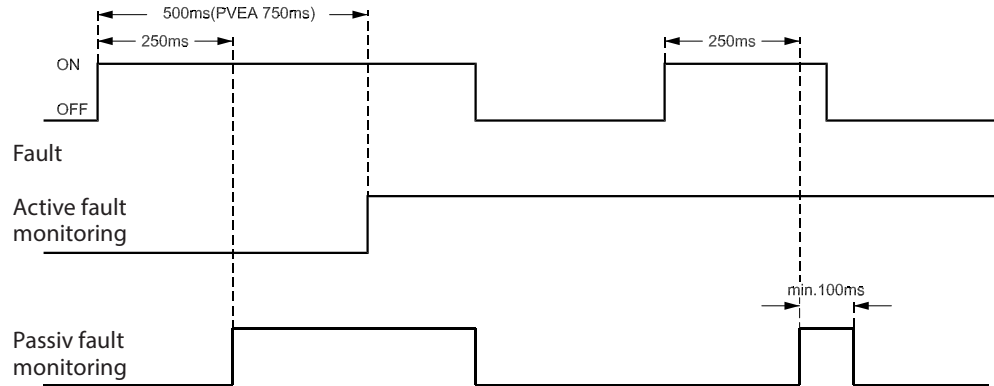 500ms(PVEA 750ms)
250ms
250ms
ON
OFF
Fault
Active fault
monitoring
min.100ms
Passiv fault
monitoring